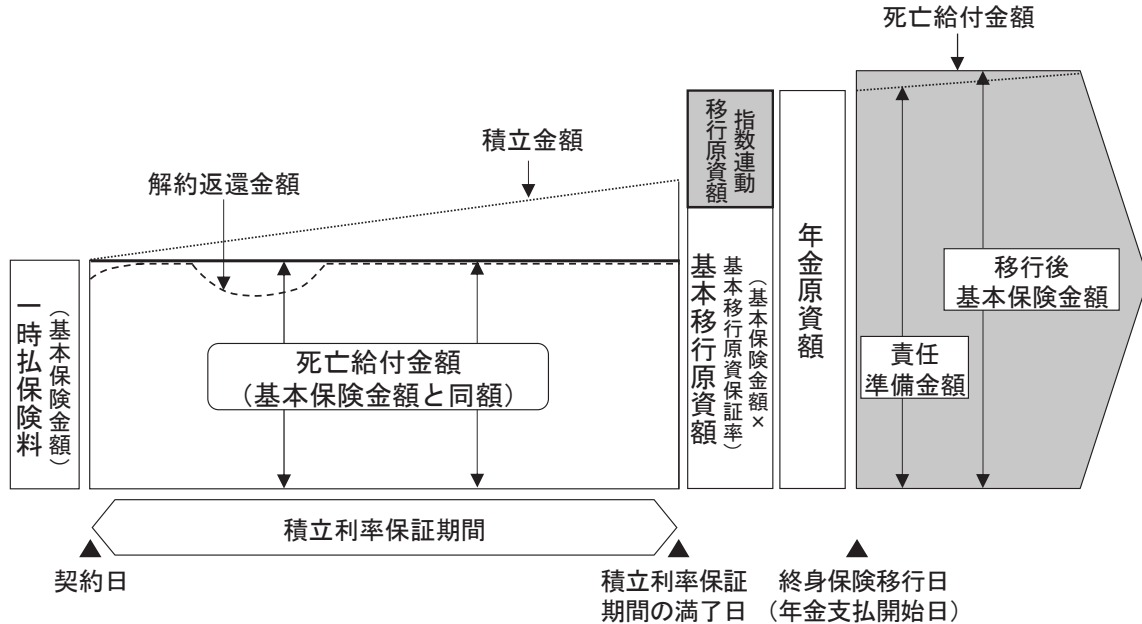 死亡給付金額
積立金額
解約返還金額
一時払保険料
（基本保険金額）
死亡給付金額
（基本保険金額と同額）
指数連動
移行原資額
基本移行原資額
（基本保険金額×
基本移行原資保証率）
年金原資額
移行後
基本保険金額
責任
準備金額
積立利率保証期間
契約日
積立利率保証
期間の満了日
終身保険移行日
（年金支払開始日）